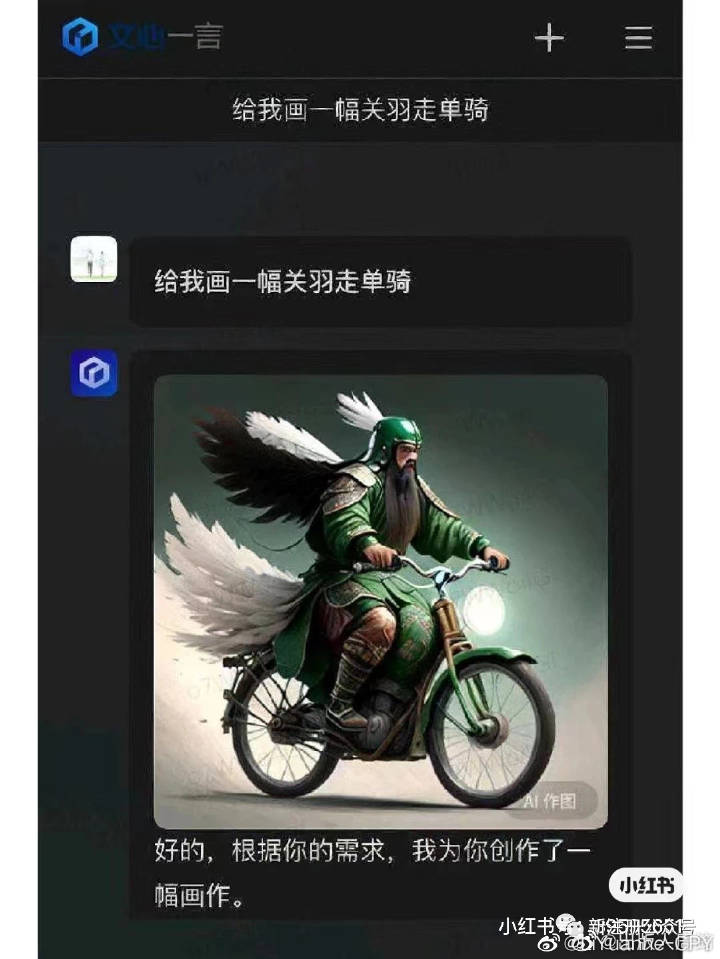 文心一言
给我画一幅关羽走单骑
给我画一幅关羽走单骑
AI 作图
好的，根据你的需求，我为你创作了一
幅画作。
小红书
小红书